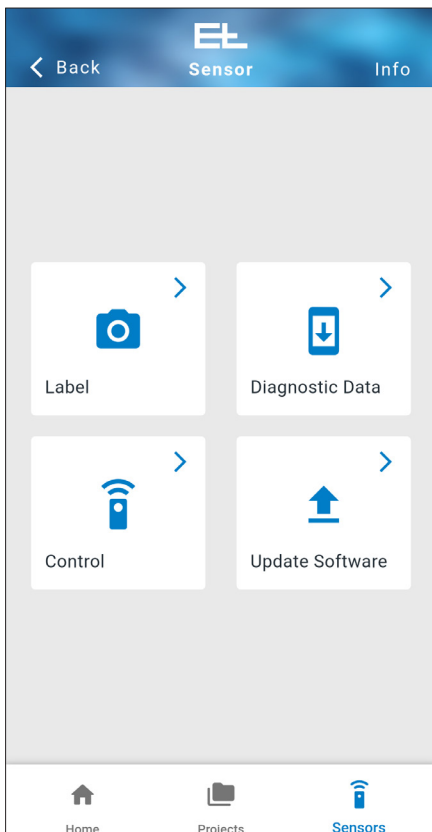 Back
Sensor
Info
Label
Diagnostic Data
Control
Update Software
Home
Projects
Sensors